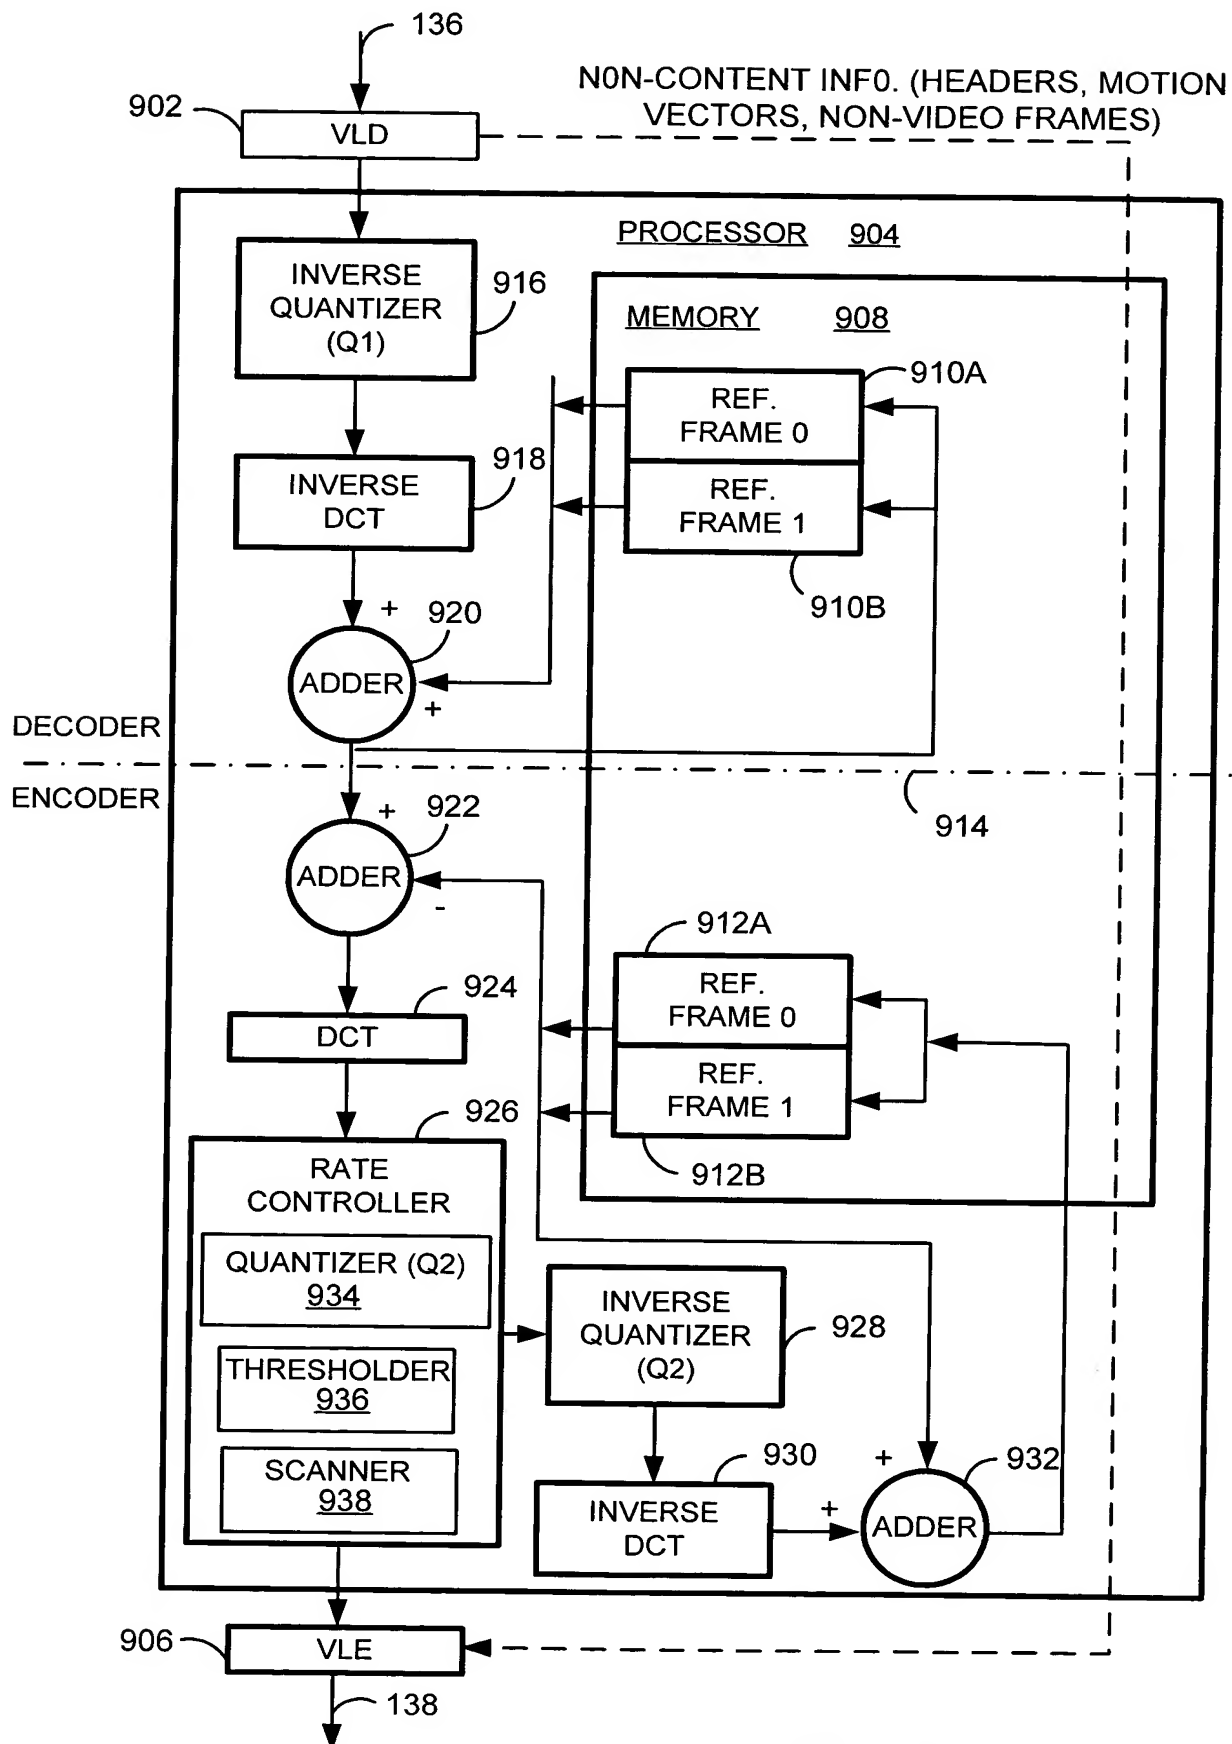 136
N0N-CONTENT INF0. (HEADERS, MOTION
VECTORS, NON-VIDEO FRAMES)
902
VLD
PROCESSOR 904
INVERSE
QUANTIZER
(Q1)
916
MEMORY 908
910A
REF.
FRAME 0
918
INVERSE
DCT
REF.
FRAME 1
910B
+
920
ADDER
+
DECODER
ENCODER
914
+
922
ADDER
-
912A
924
REF.
FRAME 0
DCT
REF.
FRAME 1
926
912B
RATE
CONTROLLER
QUANTIZER (Q2)
934
INVERSE
QUANTIZER
(Q2)
928
THRESHOLDER
936
930
+
932
SCANNER
938
INVERSE
DCT
+
ADDER
906
VLE
138